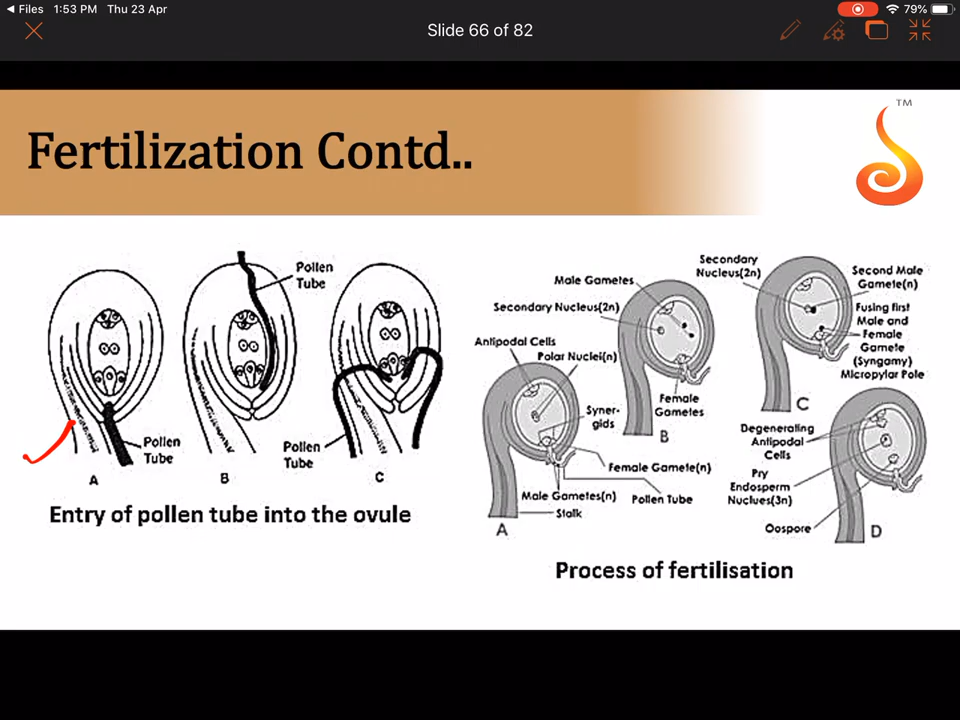 Files 1:53 PM Thu 23 Apr
79%
Slide 66 of 82
TM
Fertilization Contd..
Pollen
Tube
A
Pollen
Tube
B
Pollen
Tube
C
Entry of pollen tube into the ovule
Antipodal Cells
Polar Nuclei(n)
Syner-
gids
Female Gamete(n)
Male Gametes(n)
Pollen Tube
Stalk
A
Male Gametes
Secondary Nucleus(2n)
Female
Gametes
B
Secondary
Nucleus(2n)
Second Male
Gamete(n)
Fusing first
Male and
Female
Gamete
(Syngamy)
Micropylar Pole
C
Degenerating
Antipodal
Cells
Pry
Endosperm
Nuclues(3n)
Oospore
D
Process of fertilisation